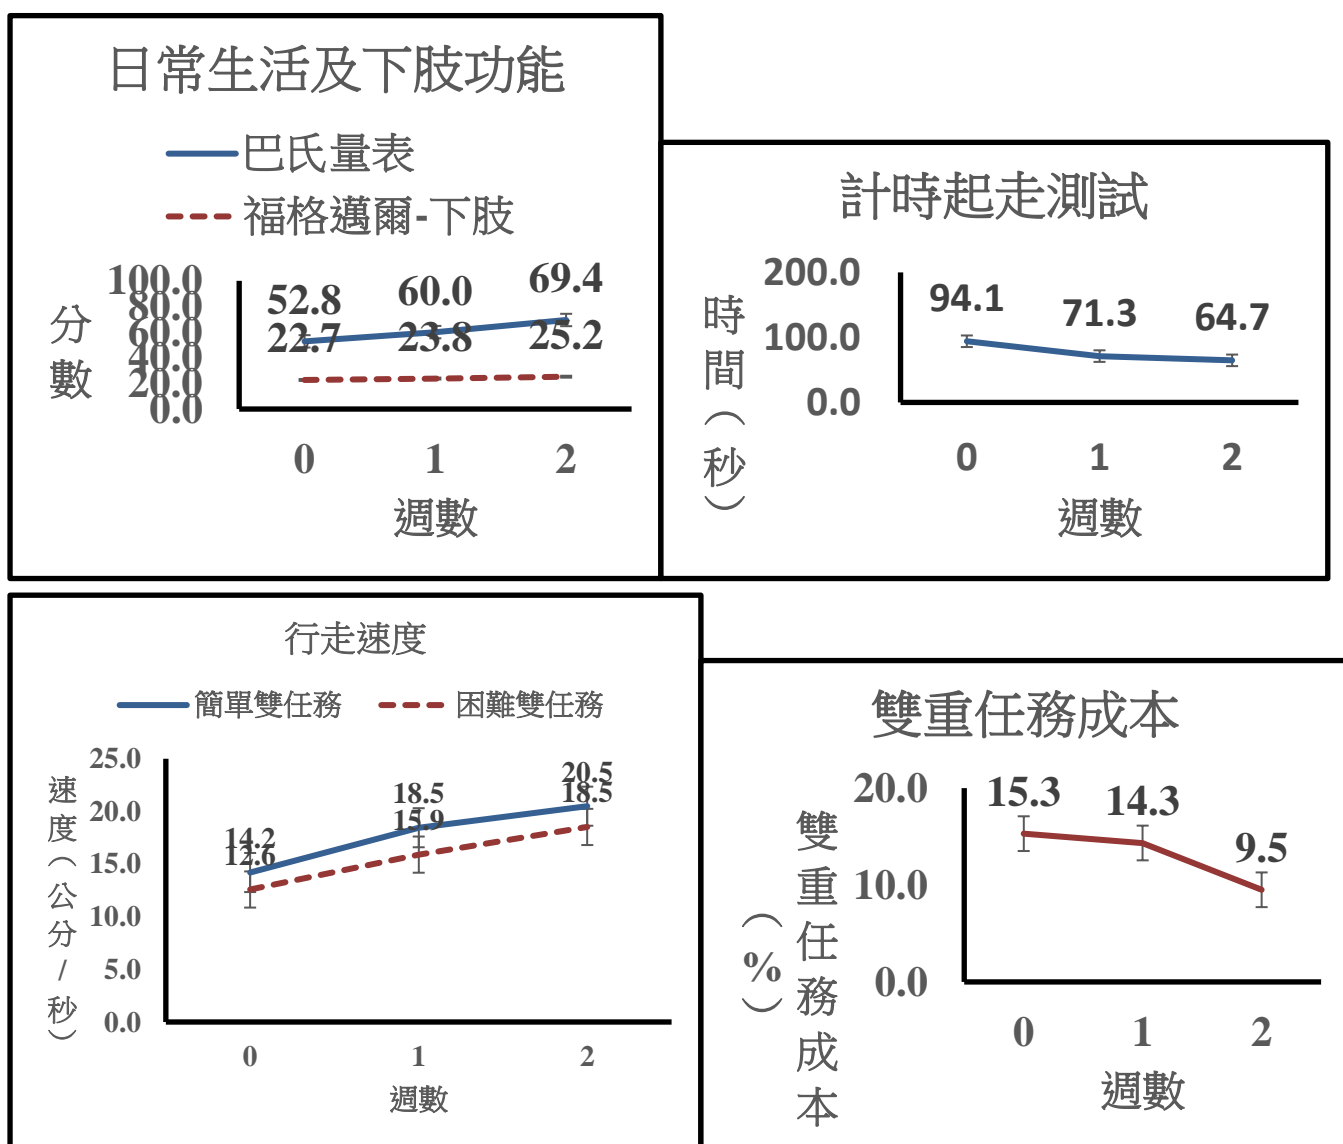 日常生活及下肢功能
巴氏量表
福格邁爾-下肢
分數
100.0
80.0
60.0
40.0
20.0
0.0
52.8
60.0
69.4
22.7
23.8
25.2
0 1 2
週數
計時起走測試
時間（秒）
200.0
100.0
0.0
94.1
71.3
64.7
0 1 2
週數
行走速度
簡單雙任務 困難雙任務
速度（公分/秒）
25.0
20.0
15.0
10.0
5.0
0.0
14.2
18.5
20.5
12.6
15.9
18.5
0 1 2
週數
雙重任務成本
雙重任務成本
（%）
20.0
10.0
0.0
15.3
14.3
9.5
0 1 2
週數